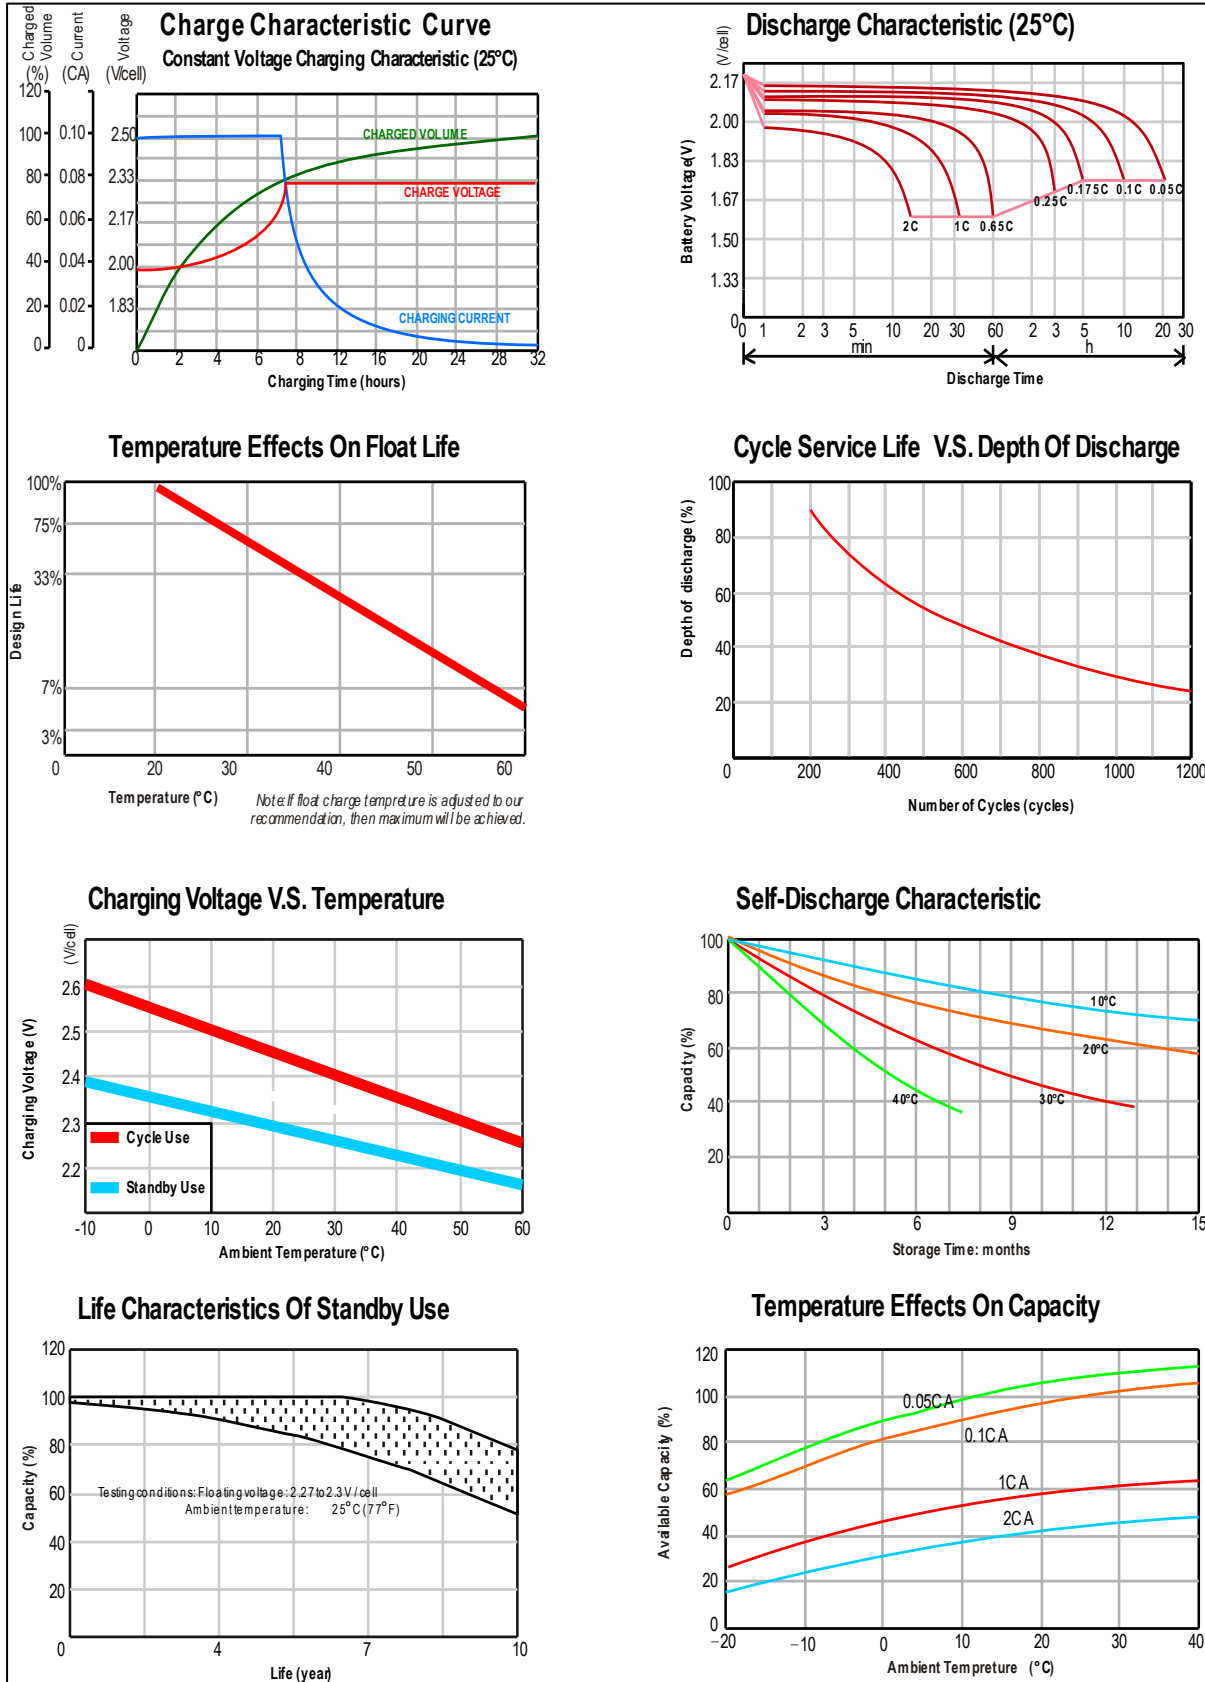 Charge Characteristic Curve
Constant Voltage Charging Characteristic (25°C)
Charged Volume (%)
Current (CA)
Voltage (V/cell)
120
100 0.10 2.50
80 0.08 2.33
60 0.06 2.17
40 0.04 2.00
20 0.02 1.83
0 0
CHARGED VOLUME
CHARGE VOLTAGE
CHARGING CURRENT
0 2 4 6 8 12 16 20 24 28 32
Charging Time (hours)
Discharge Characteristic (25°C)
(V/cell)
Battery Voltage(V)
2.17
2.00
1.83
1.67
1.50
1.33
0
2C 1C 0.65C 0.25C 0.175C 0.1C 0.05C
0 1 2 3 5 10 20 30 60 2 3 5 10 20 30
min h
Discharge Time
Temperature Effects On Float Life
Design Life
100%
75%
33%
7%
3%
0 20 30 40 50 60
Temperature (°C)
Note:If float charge tempreture is adjusted to our
recommendation, then maximum will be achieved.
Cycle Service Life V.S. Depth Of Discharge
Depth of discharge (%)
100
80
60
40
20
0 200 400 600 800 1000 1200
Number of Cycles (cycles)
Charging Voltage V.S. Temperature
(V/cell)
Charging Voltage (V)
2.6
2.5
2.4
2.3
2.2
Cycle Use
Standby Use
-10 0 10 20 30 40 50 60
Ambient Temperature (°C)
Self-Discharge Characteristic
Capacity (%)
100
80
60
40
20
10°C
20°C
30°C
40°C
0 3 6 9 12 15
Storage Time: months
Life Characteristics Of Standby Use
Capacity (%)
120
100
80
60
40
20
Testing conditions: Floating voltage: 2.27 to 2.3 V / cell
Ambient temperature: 25°C (77°F)
0 4 7 10
Life (year)
Temperature Effects On Capacity
Available Capacity (%)
120
100
80
60
40
20
0
0.05CA
0.1CA
1CA
2CA
−20 −10 0 10 20 30 40
Ambient Tempreture (°C)